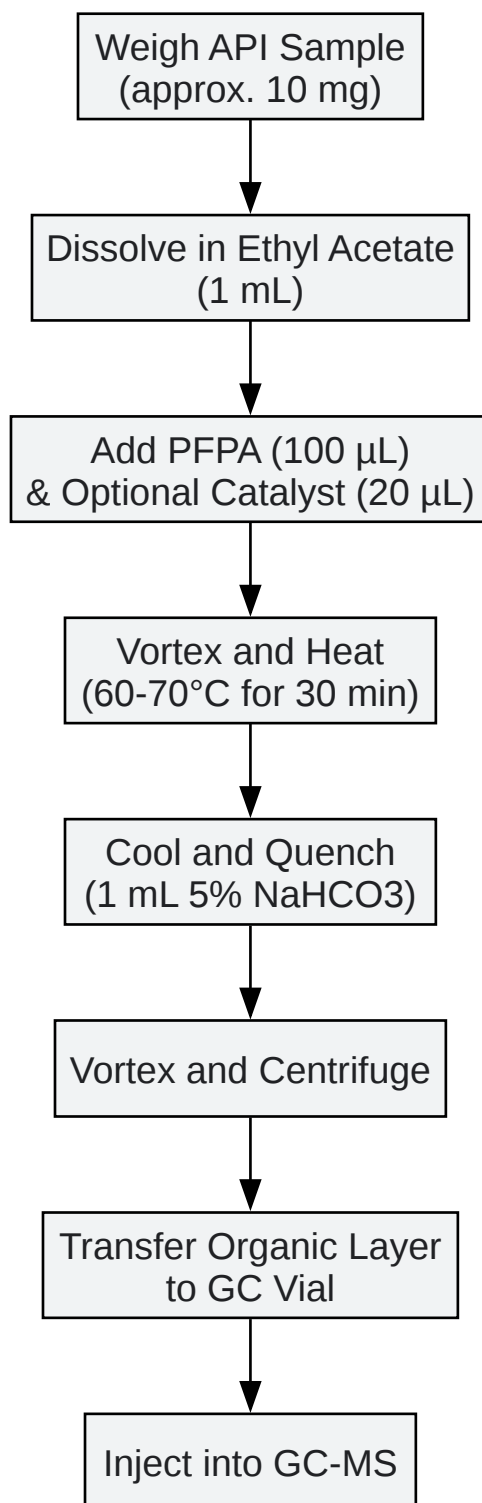 Weigh API Sample
(approx. 10 mg)
Dissolve in Ethyl Acetate
(1 mL)
Add PFPA (100 µL)
& Optional Catalyst (20 µL)
Vortex and Heat
(60-70°C for 30 min)
Cool and Quench
(1 mL 5% NaHCO3)
Vortex and Centrifuge
Transfer Organic Layer
to GC Vial
Inject into GC-MS